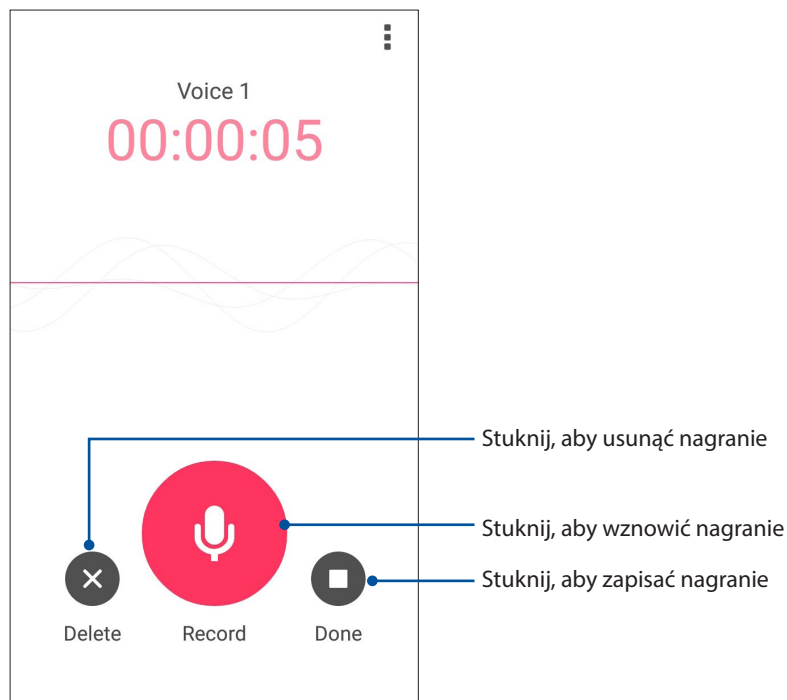 Voice 1
00:00:05
Stuknij, aby usunąć nagranie
Stuknij, aby wznowić nagranie
Stuknij, aby zapisać nagranie
Delete Record Done